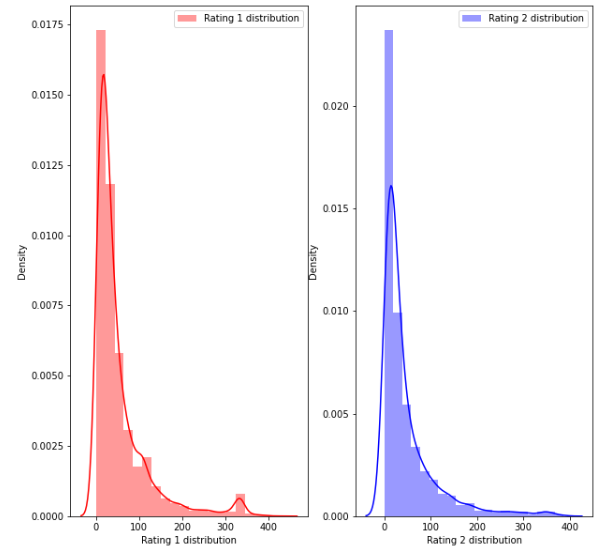 Rating 1 distribution
0.0175
0.0150
0.0125
0.0100
0.0075
0.0050
0.0025
0.0000
Density
0 100 200 300 400
Rating 1 distribution
Rating 2 distribution
0.020
0.015
0.010
0.005
0.000
Density
0 100 200 300 400
Rating 2 distribution